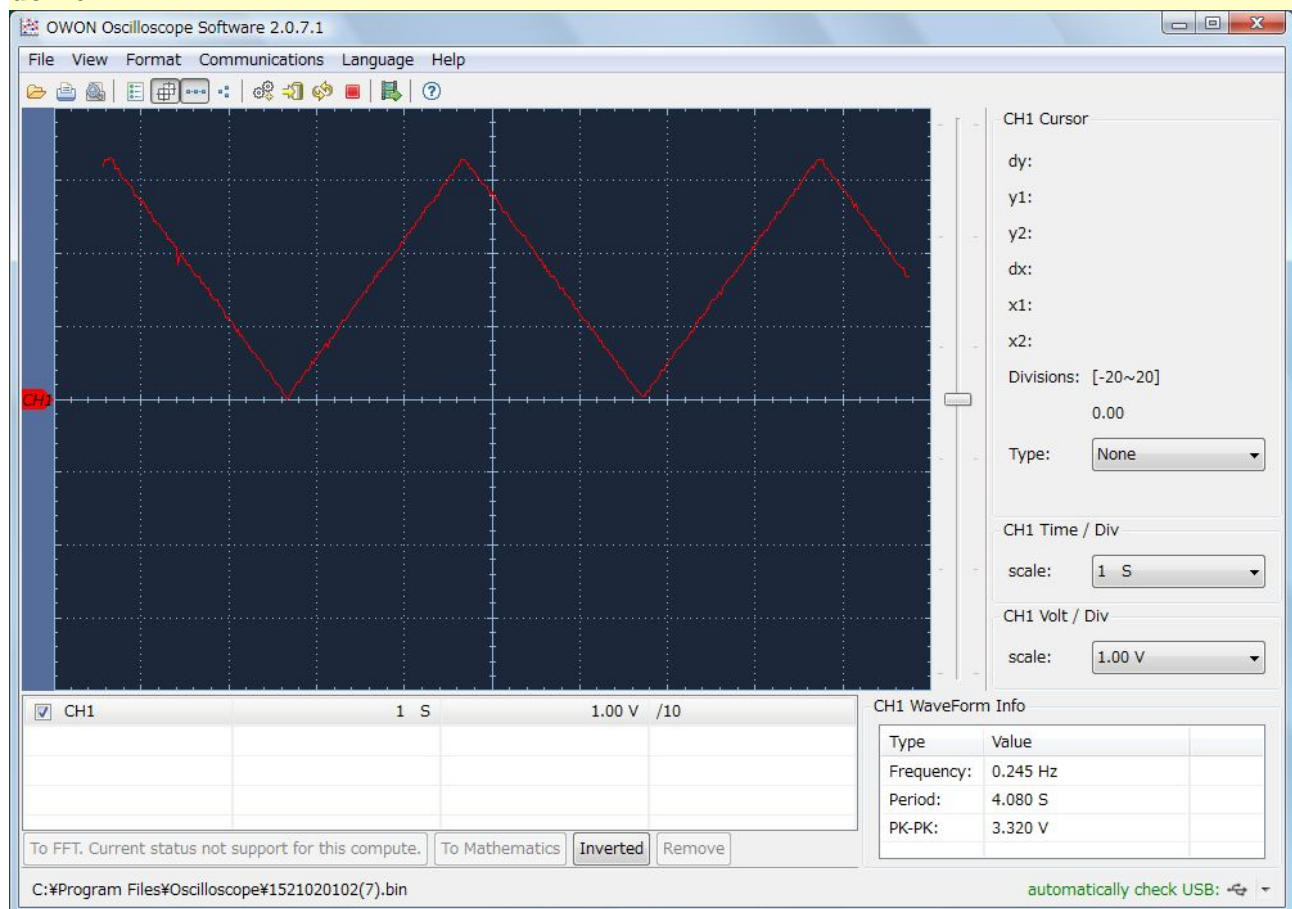 OWON Oscilloscope Software 2.0.7.1
File View Format Communications Language Help
CH1
CH1 Cursor
dy:
y1:
y2:
dx:
x1:
x2:
Divisions: [-20~20]
0.00
Type: None
CH1 Time / Div
scale: 1 S
CH1 Volt / Div
scale: 1.00 V
CH1 1 S 1.00 V /10
To FFT. Current status not support for this compute. To Mathematics Inverted Remove
CH1 WaveForm Info
Type Value
Frequency: 0.245 Hz
Period: 4.080 S
PK-PK: 3.320 V
C:¥Program Files¥Oscilloscope¥1521020102(7).bin
automatically check USB: